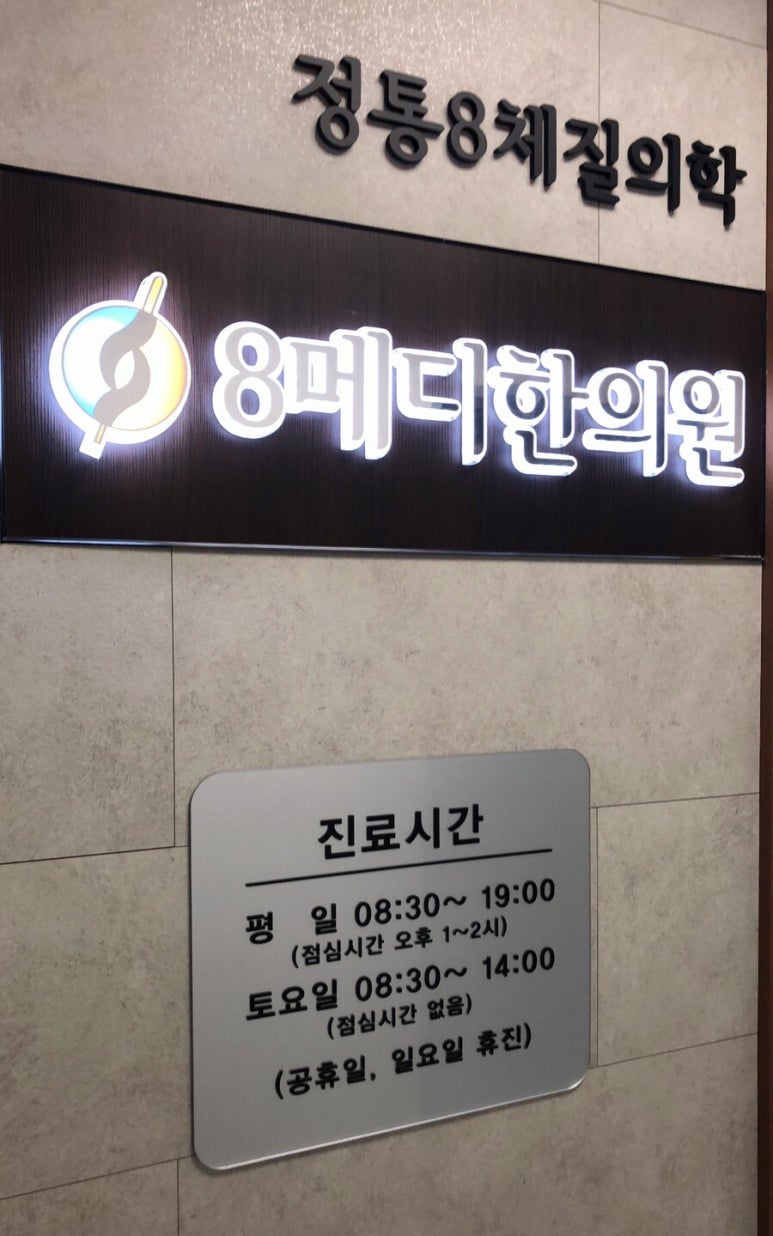 정통8체질의학
8메디한의원
진료시간
평 일 08:30~ 19:00
(점심시간 오후 1~2시)
토요일 08:30~ 14:00
(점심시간 없음)
(공휴일, 일요일 휴진)